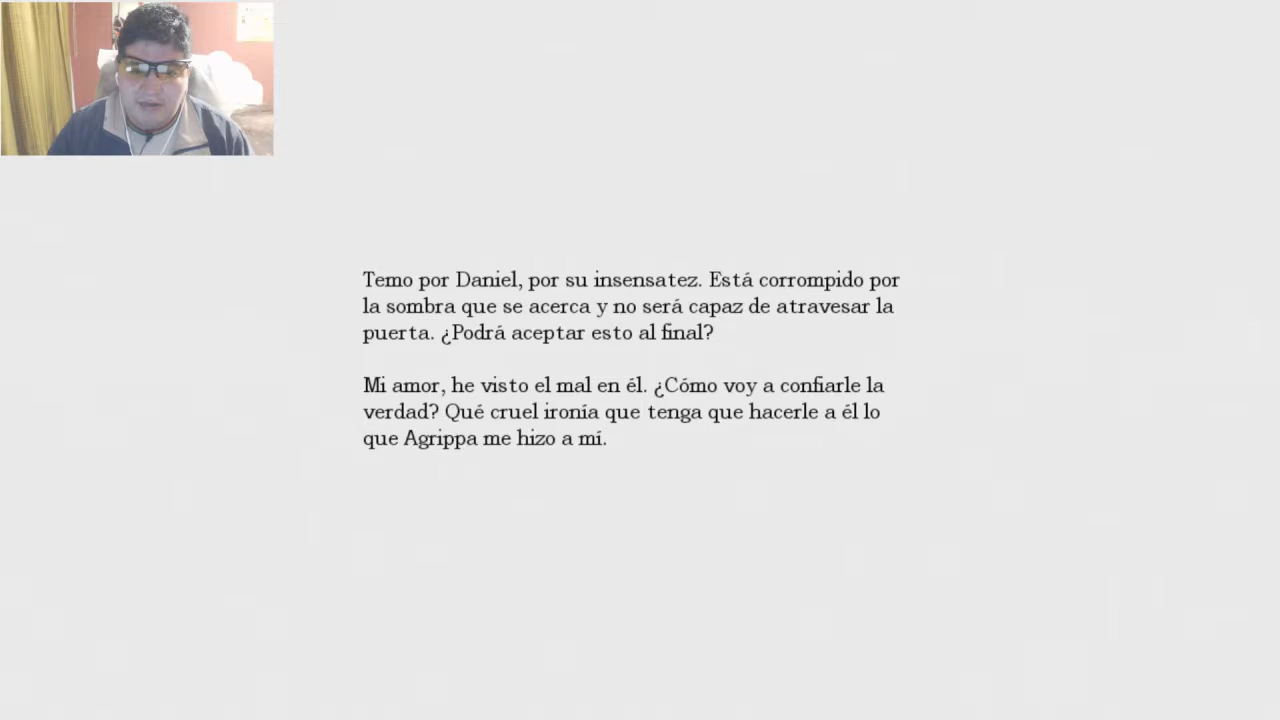 Temo por Daniel, por su insensatez. Está corrompido por
la sombra que se acerca y no será capaz de atravesar la
puerta. ¿Podrá aceptar esto al final?
Mi amor, he visto el mal en él. ¿Cómo voy a confiarle la
verdad? Qué cruel ironía que tenga que hacerle a él lo
que Agrippa me hizo a mí.